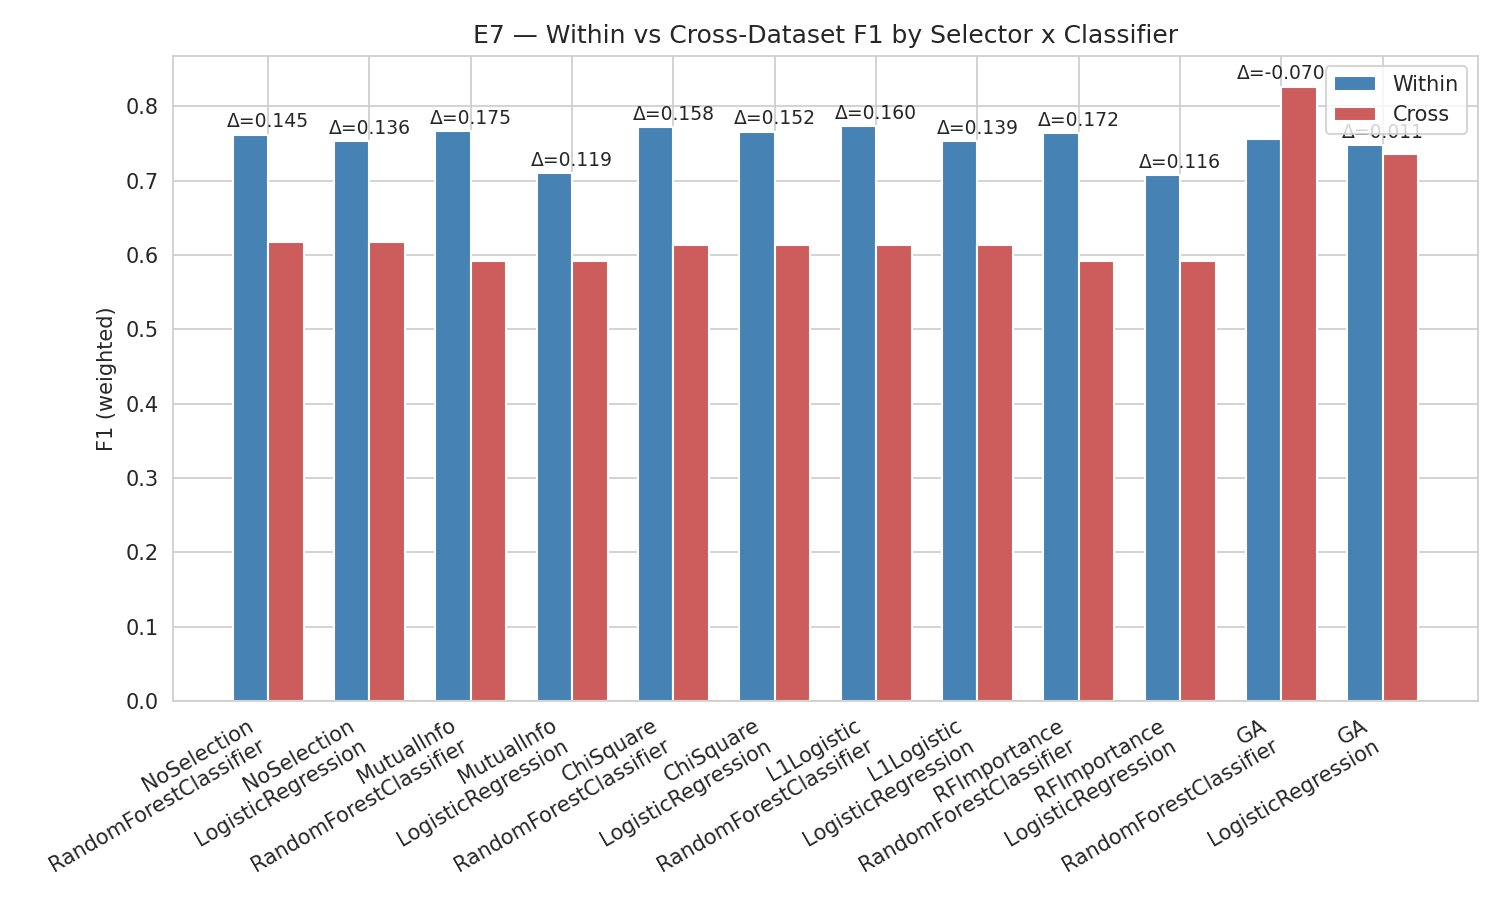 E7 — Within vs Cross-Dataset F1 by Selector x Classifier
F1 (weighted)
0.8
0.7
0.6
0.5
0.4
0.3
0.2
0.1
0.0
Δ=0.145
Δ=0.136
Δ=0.175
Δ=0.119
Δ=0.158
Δ=0.152
Δ=0.160
Δ=0.139
Δ=0.172
Δ=0.116
Δ=-0.070
Δ=0.011
Within
Cross
NoSelection
RandomForestClassifier
NoSelection
LogisticRegression
MutualInfo
RandomForestClassifier
MutualInfo
LogisticRegression
ChiSquare
RandomForestClassifier
ChiSquare
LogisticRegression
L1Logistic
RandomForestClassifier
L1Logistic
LogisticRegression
RFImportance
RandomForestClassifier
RFImportance
LogisticRegression
GA
RandomForestClassifier
GA
LogisticRegression